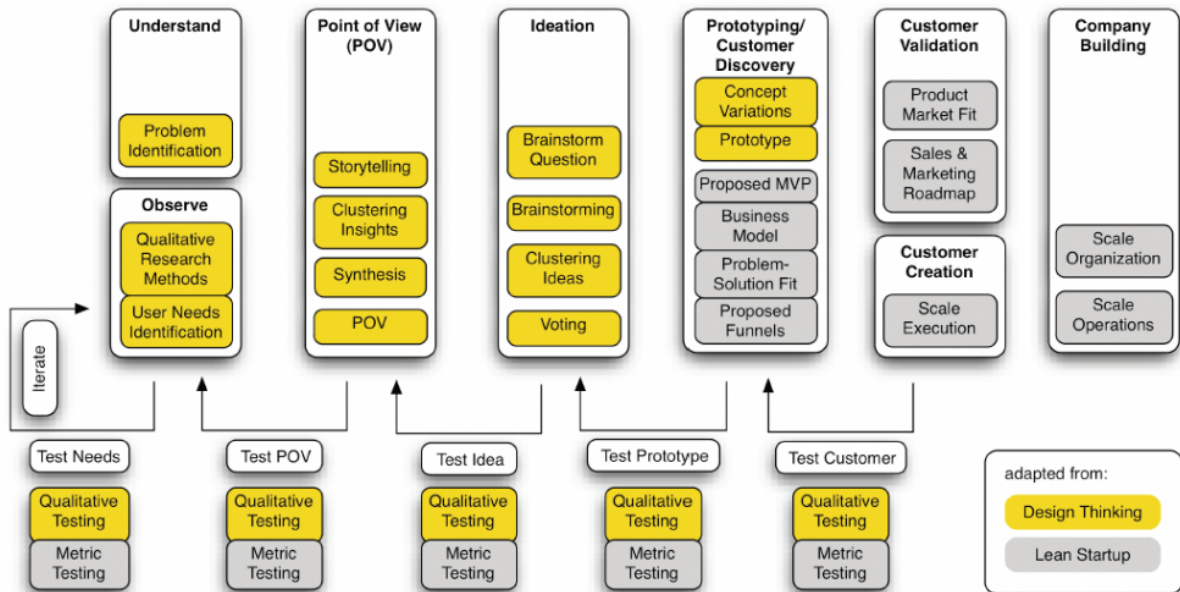 Understand
Problem
Identification
Observe
Qualitative
Research
Methods
User Needs
Identification
Point of View
(POV)
Storytelling
Clustering
Insights
Synthesis
POV
Ideation
Brainstorm
Question
Brainstorming
Clustering
Ideas
Voting
Prototyping/
Customer
Discovery
Concept
Variations
Prototype
Proposed MVP
Business
Model
Problem-
Solution Fit
Proposed
Funnels
Customer
Validation
Product
Market Fit
Sales &
Marketing
Roadmap
Customer
Creation
Scale
Execution
Company
Building
Scale
Organization
Scale
Operations
Iterate
Test Needs
Qualitative
Testing
Metric
Testing
Test POV
Qualitative
Testing
Metric
Testing
Test Idea
Qualitative
Testing
Metric
Testing
Test Prototype
Qualitative
Testing
Metric
Testing
Test Customer
Qualitative
Testing
Metric
Testing
adapted from:
Design Thinking
Lean Startup